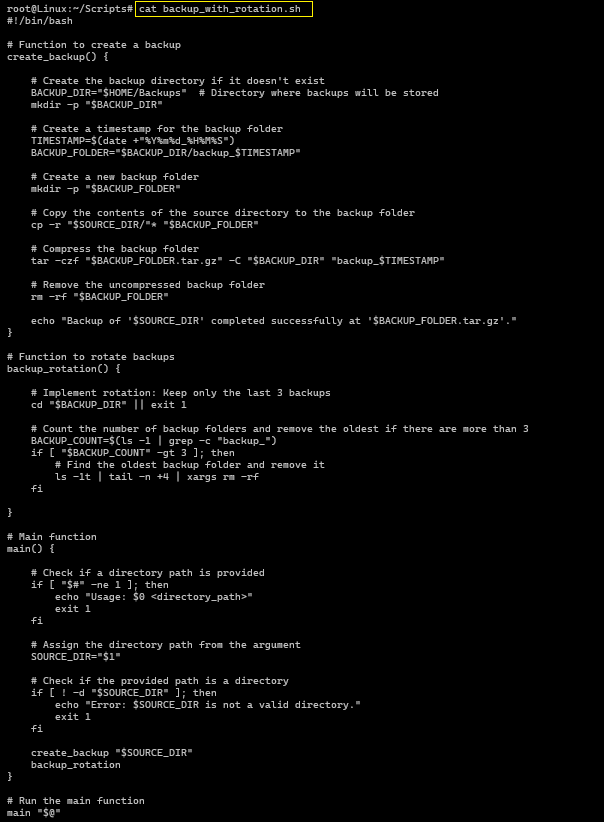 root@Linux:~/Scripts# cat backup_with_rotation.sh
#!/bin/bash

# Function to create a backup
create_backup() {

    # Create the backup directory if it doesn't exist
    BACKUP_DIR="$HOME/Backups"  # Directory where backups will be stored
    mkdir -p "$BACKUP_DIR"

    # Create a timestamp for the backup folder
    TIMESTAMP=$(date +"%Y%m%d_%H%M%S")
    BACKUP_FOLDER="$BACKUP_DIR/backup_$TIMESTAMP"

    # Create a new backup folder
    mkdir -p "$BACKUP_FOLDER"

    # Copy the contents of the source directory to the backup folder
    cp -r "$SOURCE_DIR/"* "$BACKUP_FOLDER"

    # Compress the backup folder
    tar -czf "$BACKUP_FOLDER.tar.gz" -C "$BACKUP_DIR" "backup_$TIMESTAMP"

    # Remove the uncompressed backup folder
    rm -rf "$BACKUP_FOLDER"

    echo "Backup of '$SOURCE_DIR' completed successfully at '$BACKUP_FOLDER.tar.gz'."
}

# Function to rotate backups
backup_rotation() {

    # Implement rotation: Keep only the last 3 backups
    cd "$BACKUP_DIR" || exit 1

    # Count the number of backup folders and remove the oldest if there are more than 3
    BACKUP_COUNT=$(ls -1 | grep -c "backup_")
    if [ "$BACKUP_COUNT" -gt 3 ]; then
        # Find the oldest backup folder and remove it
        ls -1t | tail -n +4 | xargs rm -rf
    fi

}

# Main function
main() {

    # Check if a directory path is provided
    if [ "$#" -ne 1 ]; then
        echo "Usage: $0 <directory_path>"
        exit 1
    fi

    # Assign the directory path from the argument
    SOURCE_DIR="$1"

    # Check if the provided path is a directory
    if [ ! -d "$SOURCE_DIR" ]; then
        echo "Error: $SOURCE_DIR is not a valid directory."
        exit 1
    fi

    create_backup "$SOURCE_DIR"
    backup_rotation
}

# Run the main function
main "$@"